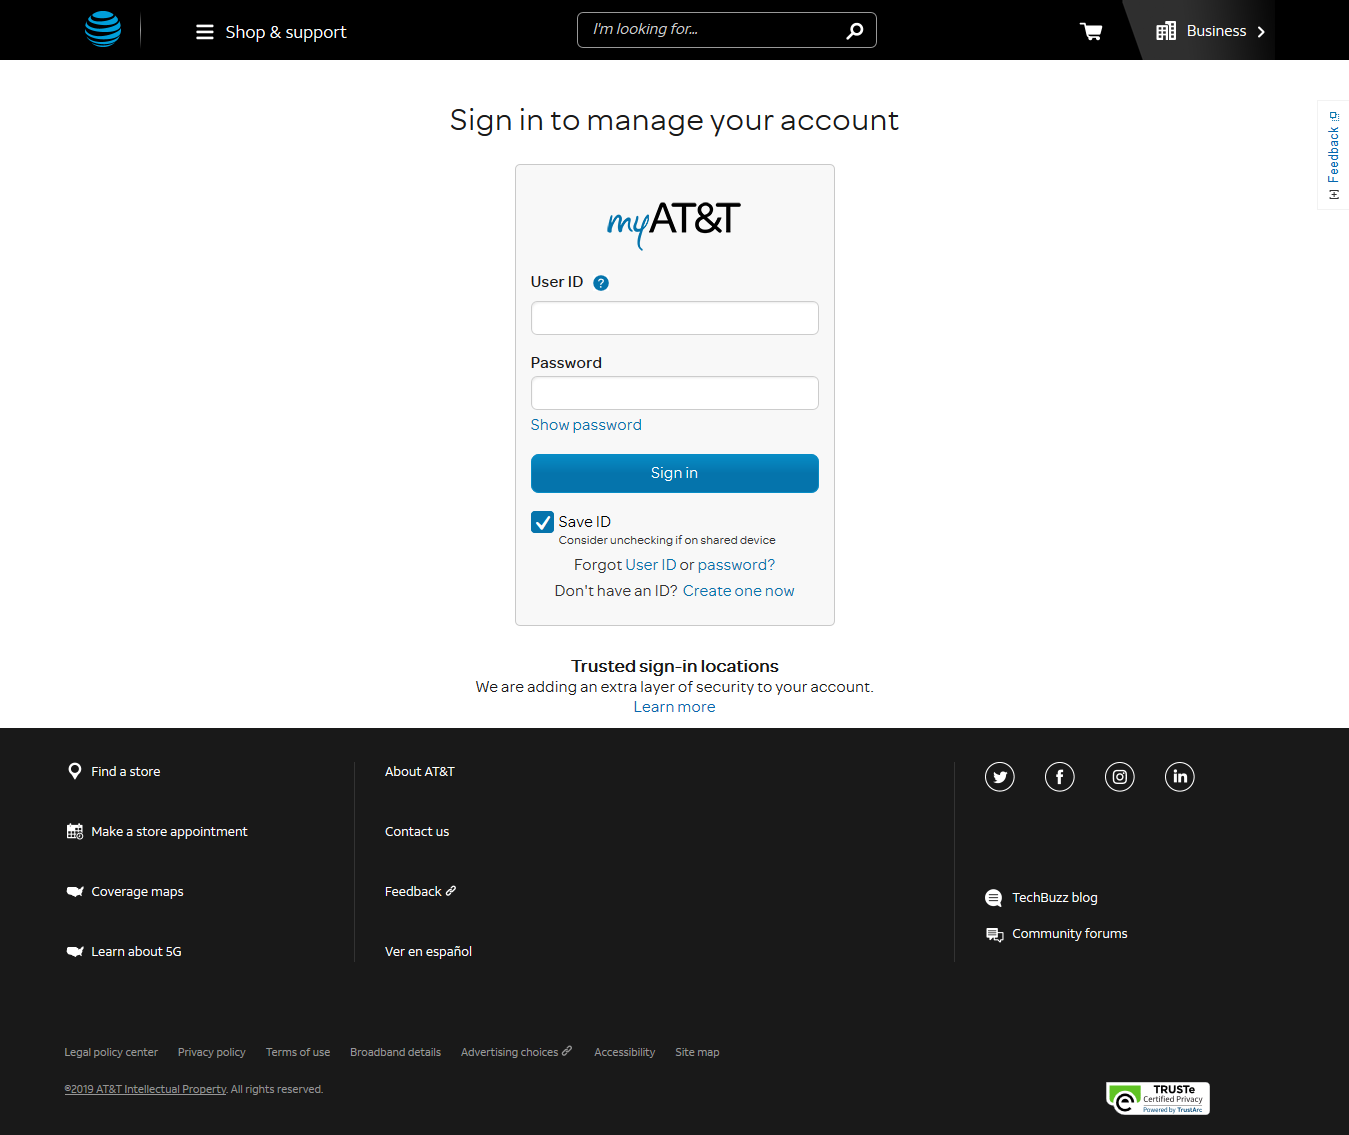 Shop & support
I'm looking for...
Business
Sign in to manage your account
[+] Feedback
myAT&T
User ID ?
Password
Show password
Sign in
Save ID
Consider unchecking if on shared device
Forgot User ID or password?
Don't have an ID? Create one now
Trusted sign-in locations
We are adding an extra layer of security to your account.
Learn more
Find a store
Make a store appointment
Coverage maps
Learn about 5G
About AT&T
Contact us
Feedback
Ver en español
TechBuzz blog
Community forums
Legal policy center Privacy policy Terms of use Broadband details Advertising choices Accessibility Site map
©2019 AT&T Intellectual Property. All rights reserved.
TRUSTe
Certified Privacy
Powered by TrustArc